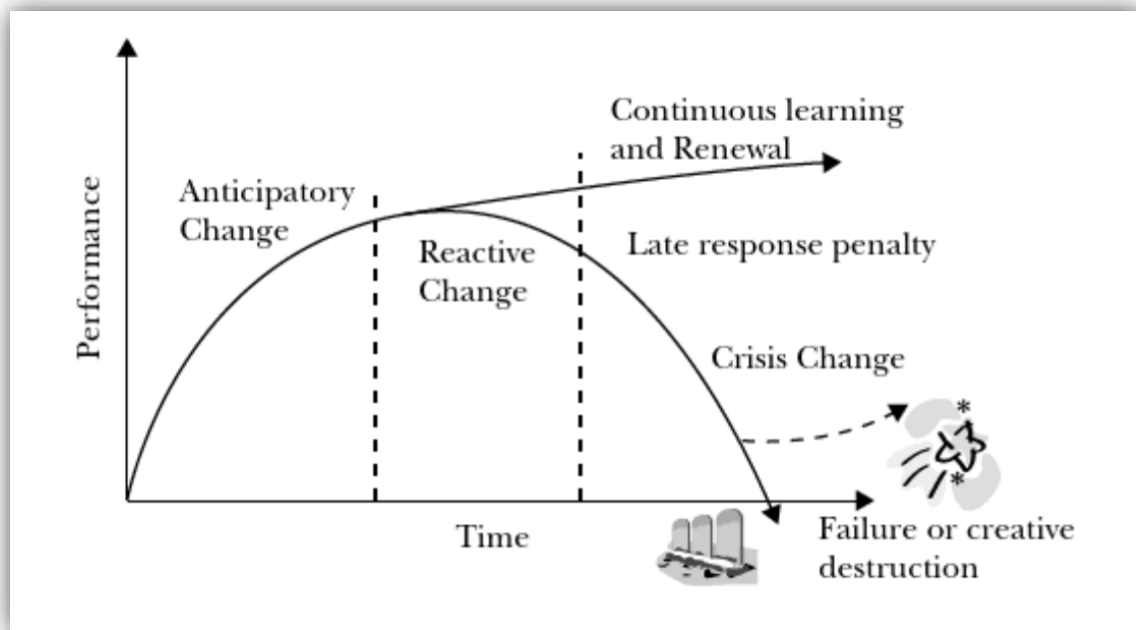 Continuous learning
and Renewal
Anticipatory
Change
Reactive
Change
Late response penalty
Performance
Crisis Change
Time
Failure or creative
destruction